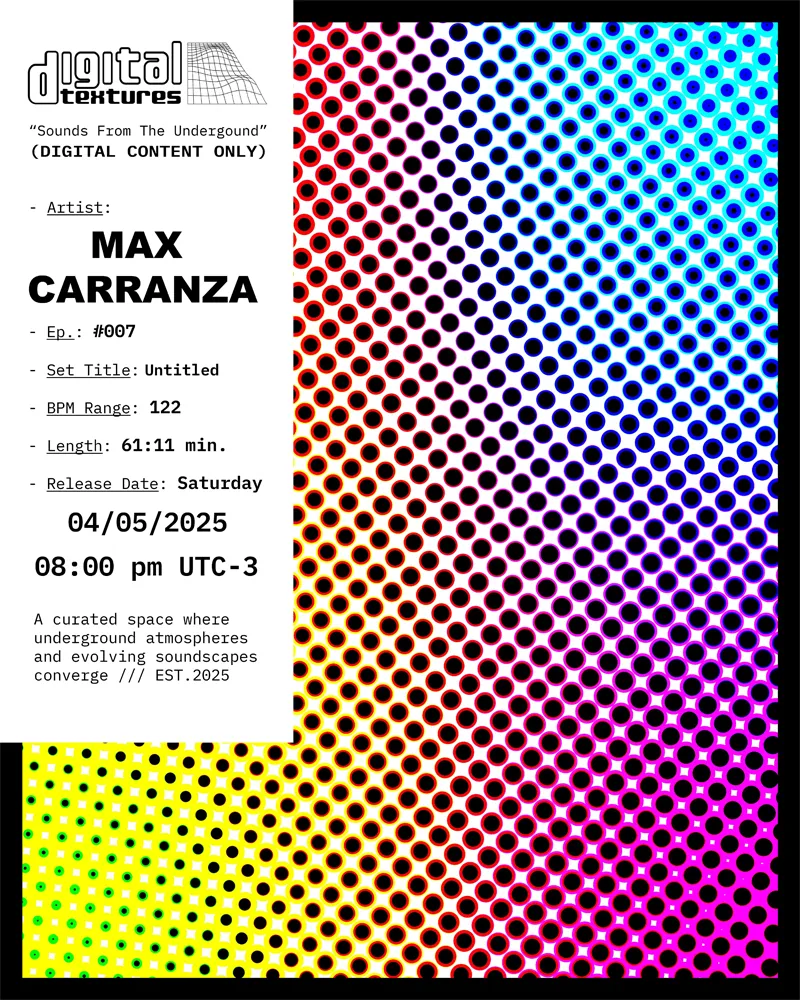 digital
textures
“Sounds From The Undergound”
(DIGITAL CONTENT ONLY)
- Artist:
MAX
CARRANZA
- Ep.: #007
- Set Title: Untitled
- BPM Range: 122
- Length: 61:11 min.
- Release Date: Saturday
04/05/2025
08:00 pm UTC-3
A curated space where
underground atmospheres
and evolving soundscapes
converge /// EST.2025